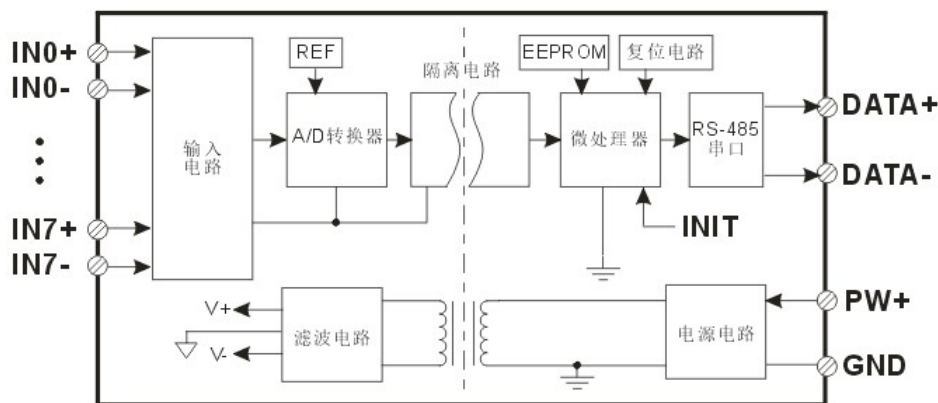 IN0+
IN0-
IN7+
IN7-
输入
电路
REF
A/D转换器
隔离电路
EEPROM
复位电路
微处理器
RS-485
串口
DATA+
DATA-
INIT
V+
V-
滤波电路
电源电路
PW+
GND